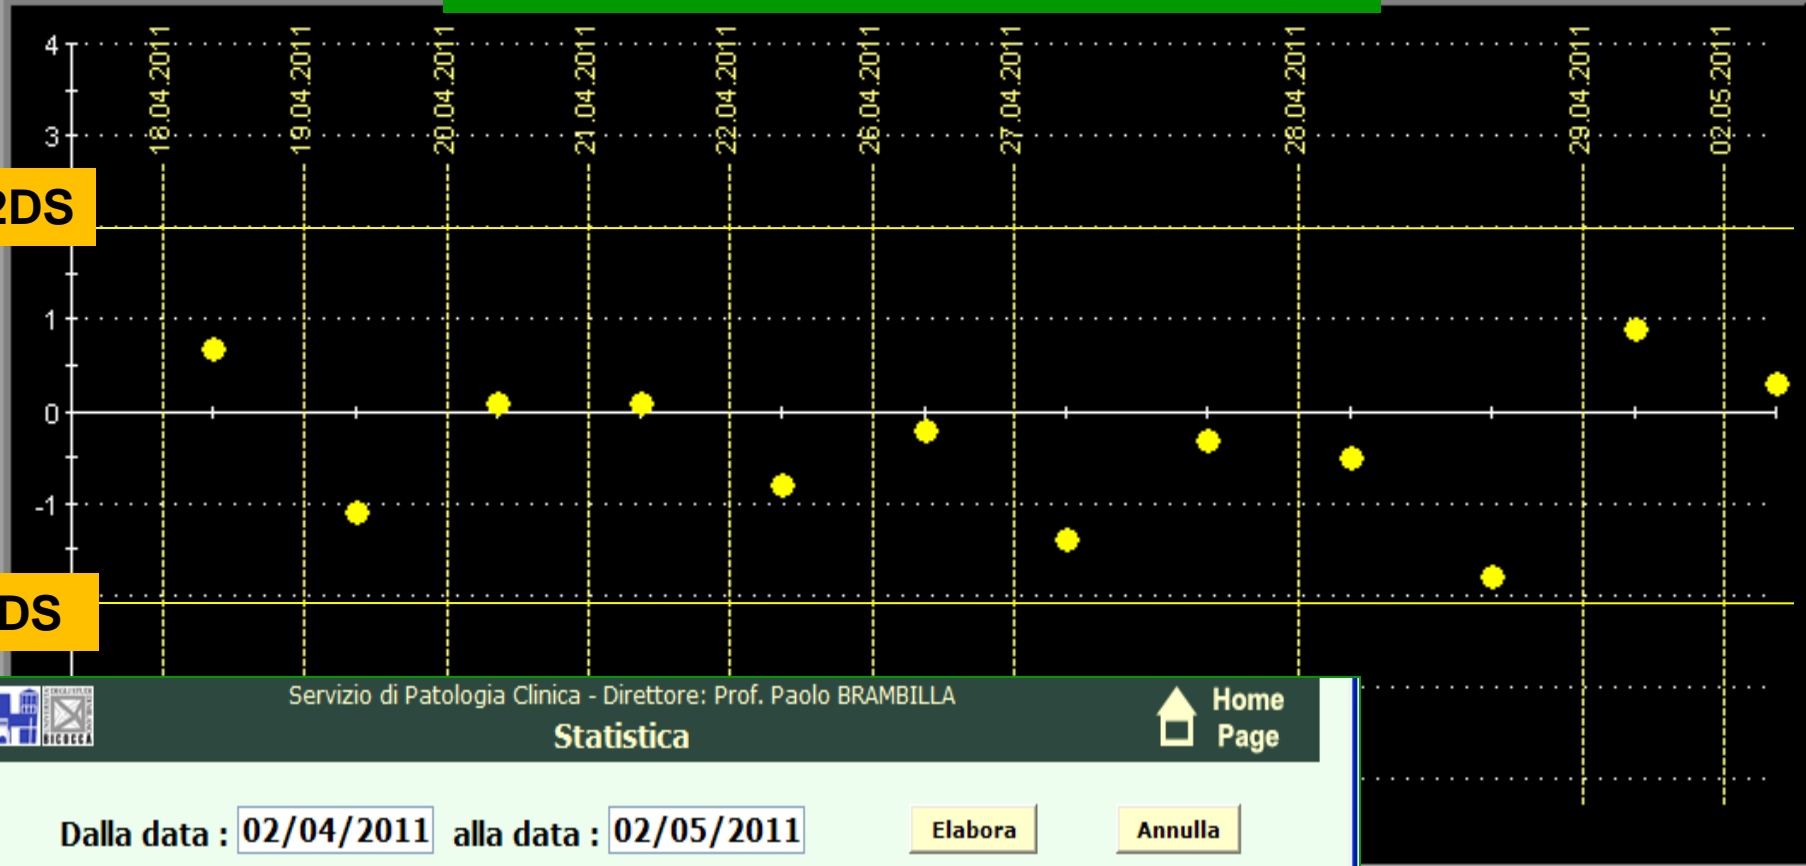 18.04.2011 19.04.2011 20.04.2011 21.04.2011 22.04.2011 26.04.2011 27.04.2011 28.04.2011 29.04.2011 02.05.2011
4
3
2DS
1
0
-1
DS
Servizio di Patologia Clinica - Direttore: Prof. Paolo BRAMBILLA
Statistica
Home
Page
BICOCCA
Dalla data : 02/04/2011 alla data : 02/05/2011 Elabora Annulla